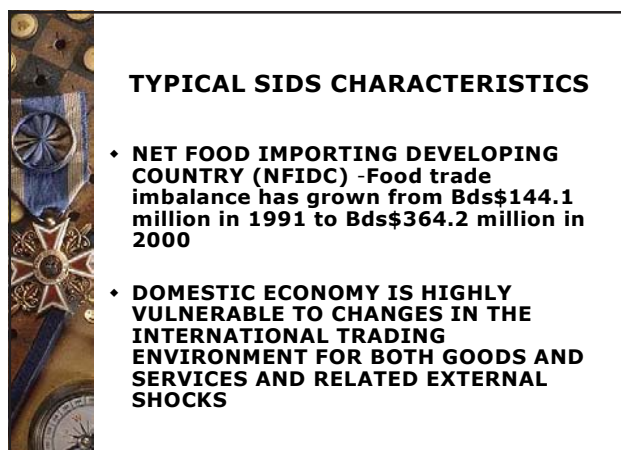 TYPICAL SIDS CHARACTERISTICS
◆ NET FOOD IMPORTING DEVELOPING
COUNTRY (NFIDC) -Food trade
imbalance has grown from Bds$144.1
million in 1991 to Bds$364.2 million in
2000
◆ DOMESTIC ECONOMY IS HIGHLY
VULNERABLE TO CHANGES IN THE
INTERNATIONAL TRADING
ENVIRONMENT FOR BOTH GOODS AND
SERVICES AND RELATED EXTERNAL
SHOCKS